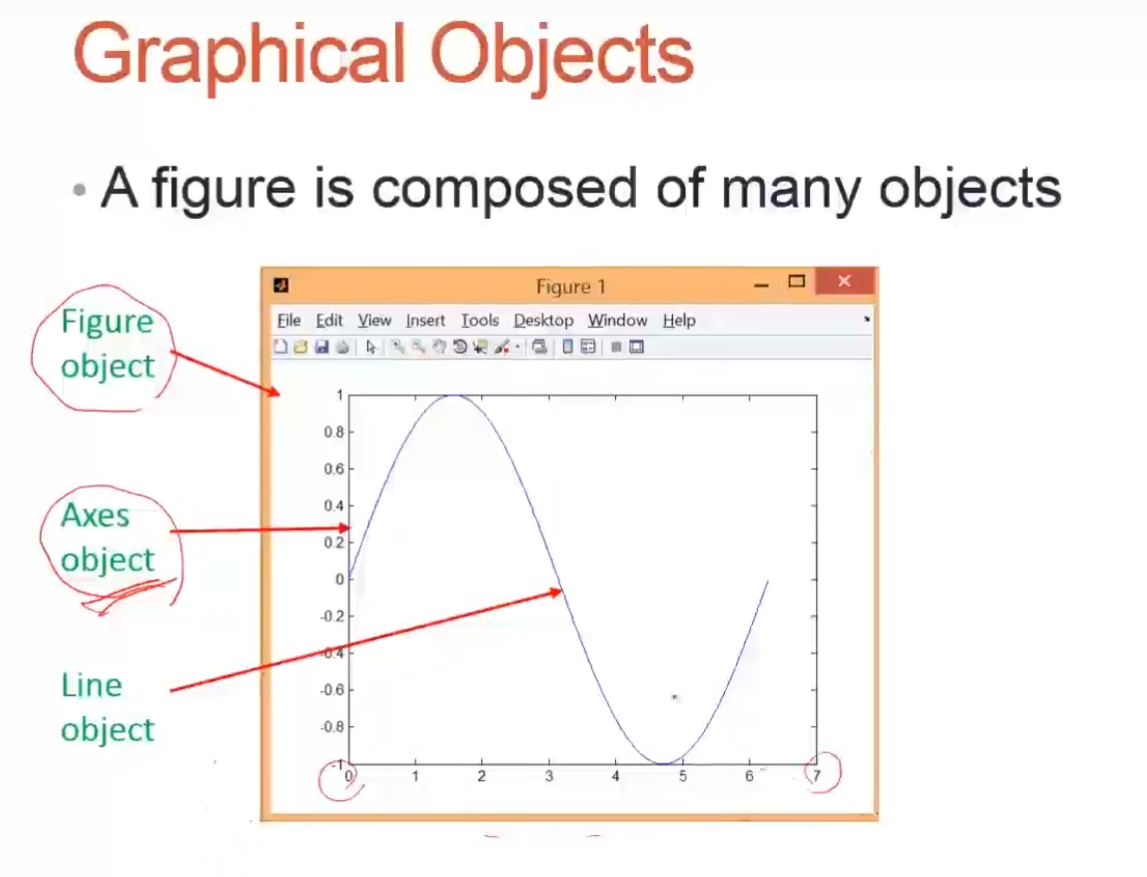 Graphical Objects
• A figure is composed of many objects
Figure 1
File Edit View Insert Tools Desktop Window Help
Figure
object
Axes
object
Line
object
1
0.8
0.6
0.4
0.2
0
-0.2
-0.4
-0.6
-0.8
-1
0 1 2 3 4 5 6 7